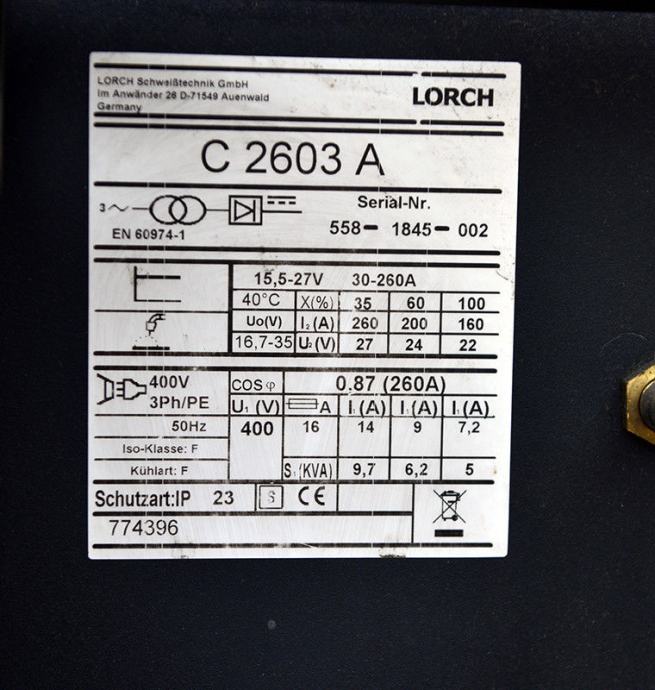 LORCH Schweißtechnik GmbH
Im Anwänder 26 D-71549 Auenwald
Germany
LORCH
C 2603 A
3~
EN 60974-1
Serial-Nr.
558- 1845- 002
15,5-27V 30-260A
40°C X(%) 35 60 100
Uo(V) I2(A) 260 200 160
16,7-35 U2(V) 27 24 22
400V
3Ph/PE
COS φ 0.87 (260A)
U1 (V) A I1(A) I1(A) I1(A)
50Hz 400 16 14 9 7,2
Iso-Klasse: F
Kühlart: F S1(KVA) 9,7 6,2 5
Schutzart:IP 23 S CE
774396